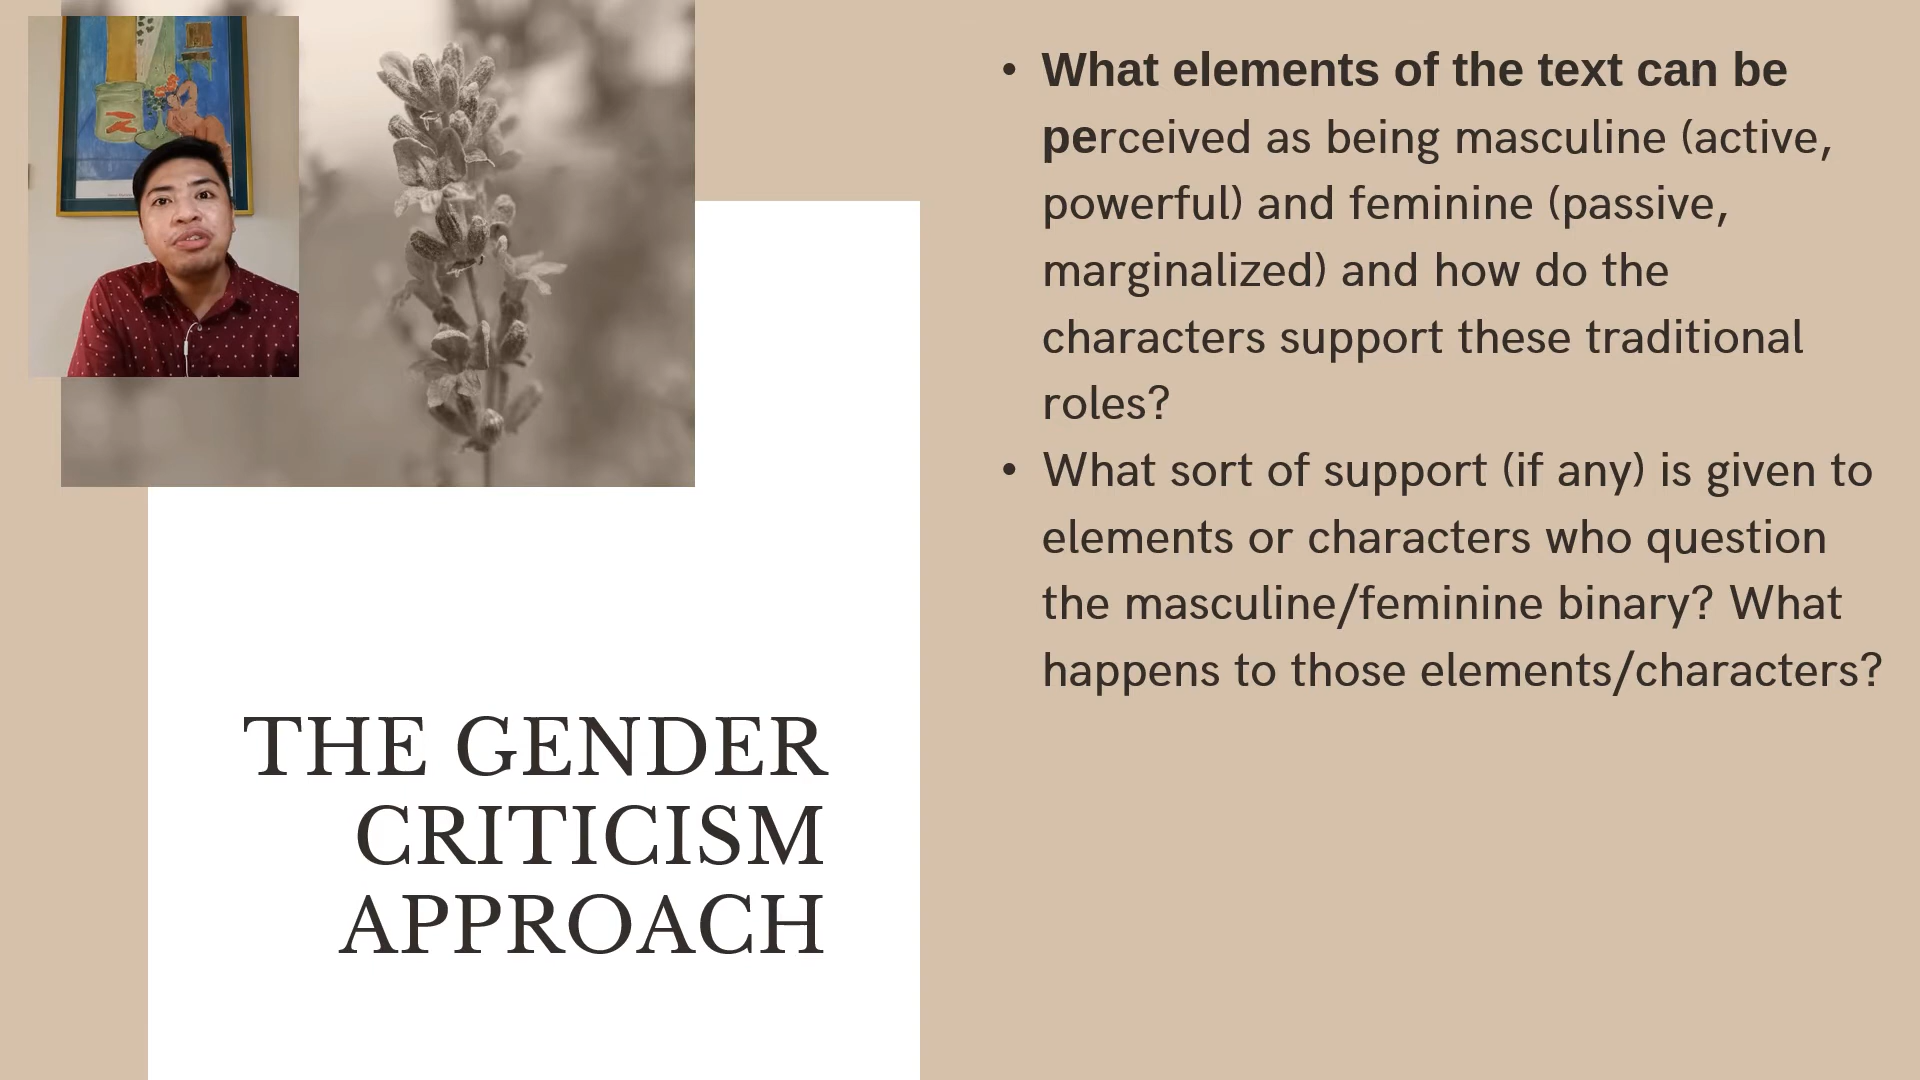 • What elements of the text can be
perceived as being masculine (active,
powerful) and feminine (passive,
marginalized) and how do the
characters support these traditional
roles?
• What sort of support (if any) is given to
elements or characters who question
the masculine/feminine binary? What
happens to those elements/characters?
THE GENDER
CRITICISM
APPROACH